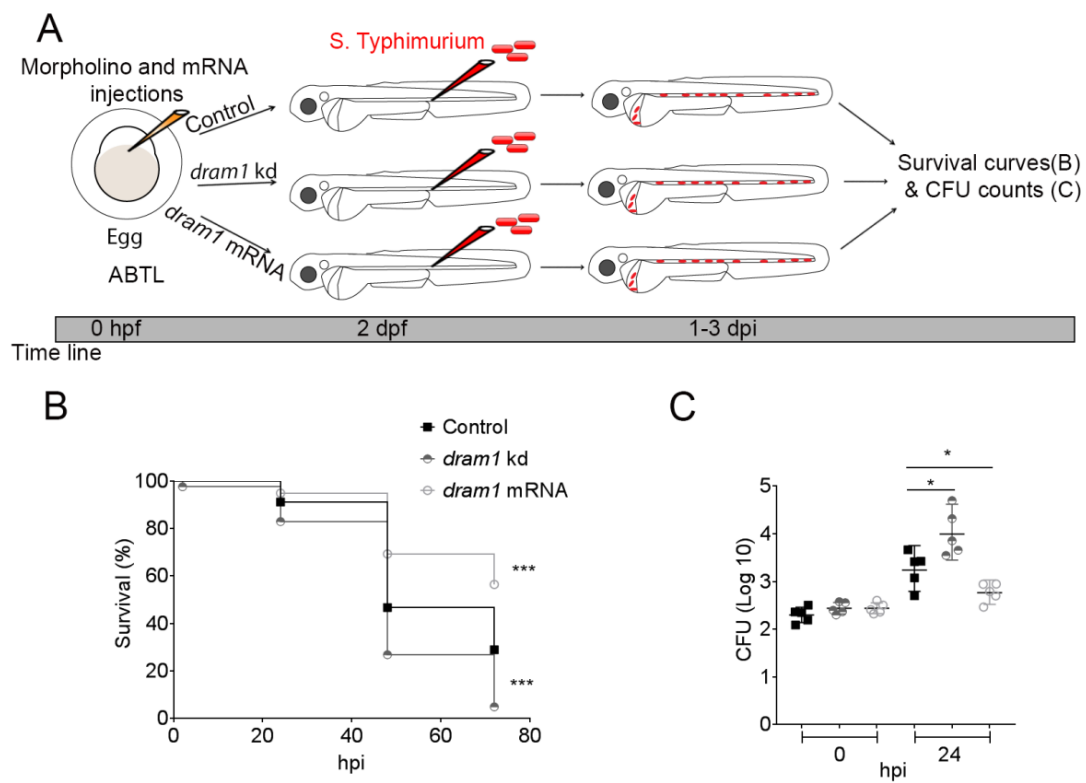 A
Morpholino and mRNA
injections
S. Typhimurium
Control
dram1 kd
dram1 mRNA
Egg
ABTL
Survival curves(B)
& CFU counts (C)
0 hpf
2 dpf
1-3 dpi
Time line
B
Control
dram1 kd
dram1 mRNA
Survival (%)
100
80
60
40
20
0
***
***
0
20
40
60
80
hpi
C
CFU (Log 10)
5
4
3
2
1
0
*
*
0
24
hpi